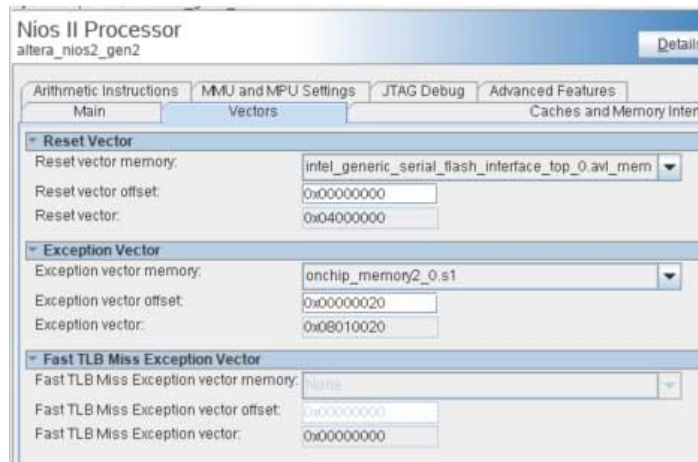 Nios II Processor
altera_nios2_gen2
Details
Arithmetic Instructions MMU and MPU Settings JTAG Debug Advanced Features
Main Vectors Caches and Memory Inter
Reset Vector
Reset vector memory: intel_generic_serial_flash_interface_top_0.avl_mem
Reset vector offset: 0x00000000
Reset vector: 0x04000000
Exception Vector
Exception vector memory: onchip_memory2_0.s1
Exception vector offset: 0x00000020
Exception vector: 0x08010020
Fast TLB Miss Exception Vector
Fast TLB Miss Exception vector memory: None
Fast TLB Miss Exception vector offset: 0x00000000
Fast TLB Miss Exception vector: 0x00000000